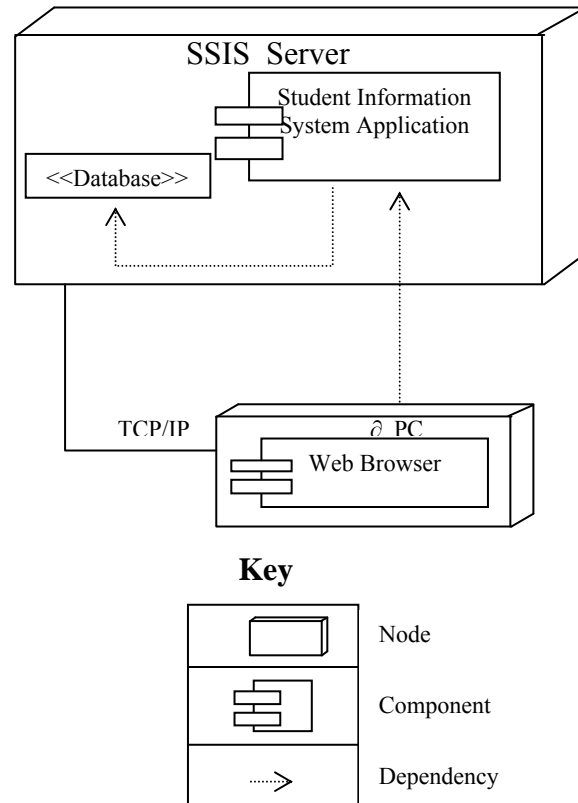 SSIS Server
Student Information
System Application
<<Database>>
TCP/IP
∂ PC
Web Browser
Key
Node
Component
Dependency